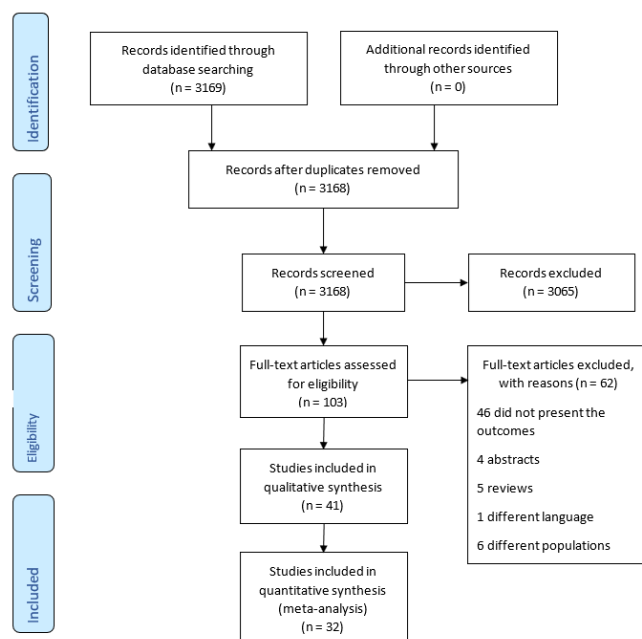 Identification
Records identified through
database searching
(n = 3169)
Additional records identified
through other sources
(n = 0)
Records after duplicates removed
(n = 3168)
Screening
Records screened
(n = 3168)
Records excluded
(n = 3065)
Eligibility
Full-text articles assessed
for eligibility
(n = 103)
Full-text articles excluded,
with reasons (n = 62)
46 did not present the
outcomes
4 abstracts
5 reviews
1 different language
6 different populations
Studies included in
qualitative synthesis
(n = 41)
Included
Studies included in
quantitative synthesis
(meta-analysis)
(n = 32)